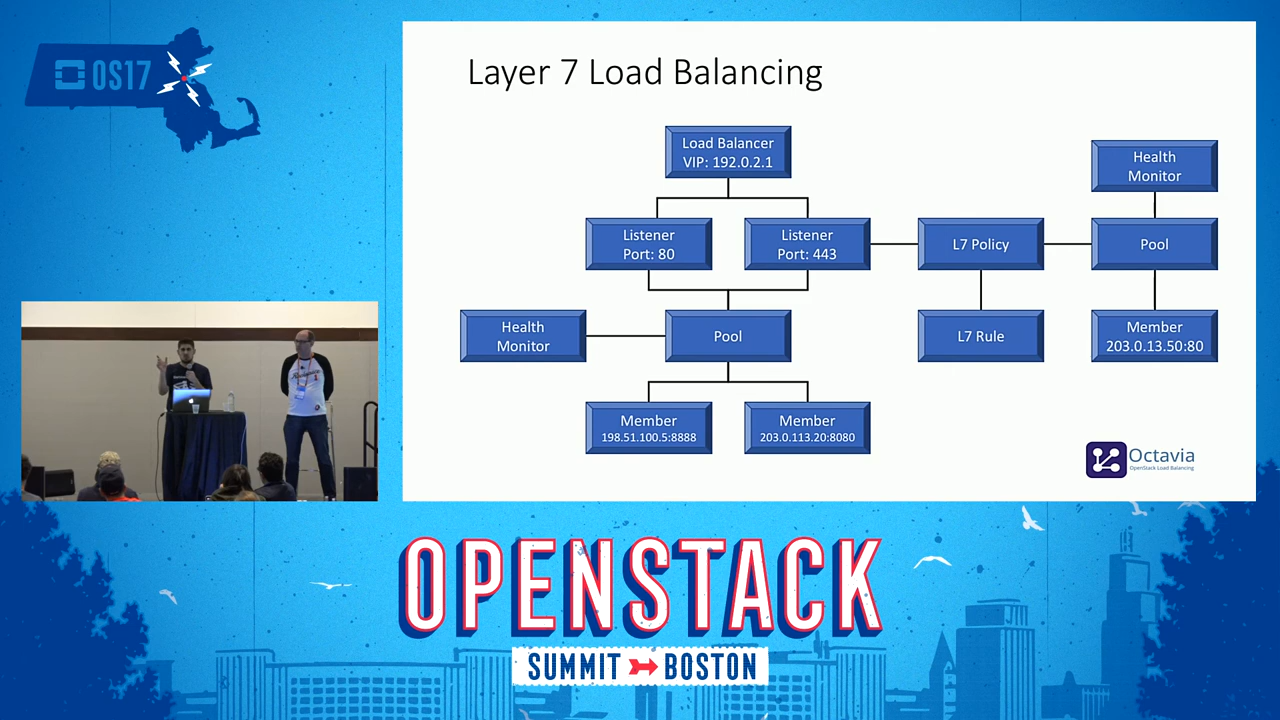 OS17
Layer 7 Load Balancing
Load Balancer
VIP: 192.0.2.1
Health
Monitor
Listener
Port: 80
Listener
Port: 443
L7 Policy
Pool
Health
Monitor
Pool
L7 Rule
Member
203.0.13.50:80
Member
198.51.100.5:8888
Member
203.0.113.20:8080
Octavia
OpenStack Load Balancing
OPENSTACK
SUMMIT BOSTON